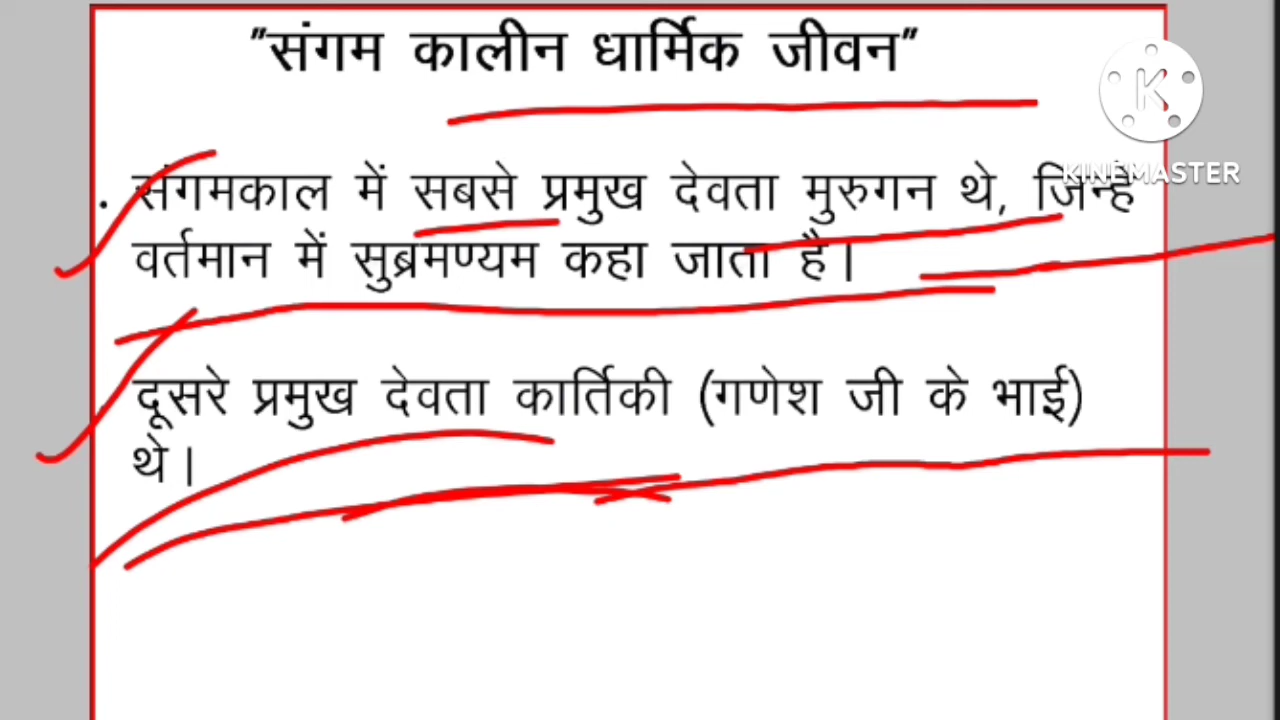 "संगम कालीन धार्मिक जीवन"
K
KINEMASTER
. संगमकाल में सबसे प्रमुख देवता मुरुगन थे, जिन्हे
वर्तमान में सुब्रमण्यम कहा जाता है।
दूसरे प्रमुख देवता कार्तिकी (गणेश जी के भाई)
थे।